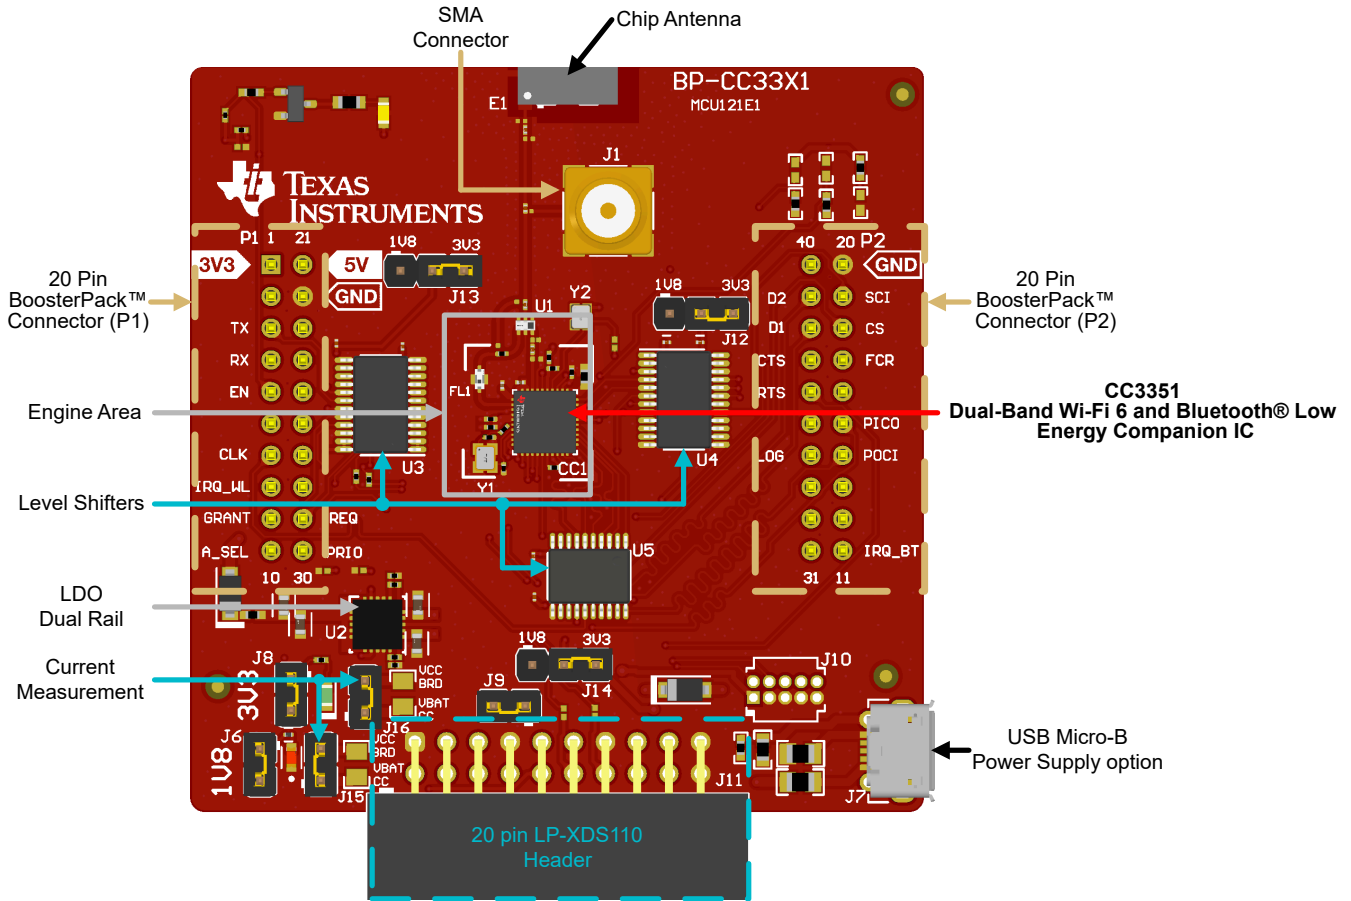 SMA
Connector
Chip Antenna
E1
BP-CC33X1
MCU121E1
J1
TEXAS
INSTRUMENTS
P1 1 21
3V3
5V
GND
1V8 3V3
J13
40 20 P2
GND
20 Pin
BoosterPack™
Connector (P1)
20 Pin
BoosterPack™
Connector (P2)
U1
Y2
1V8 3V3
J12
D2
SCI
D1
CS
CTS
FCR
RTS
PICO
LOG
POCI
IRQ_BT
31 11
TX
RX
EN
CLK
IRQ_WL
GRANT
REQ
A_SEL
PRIO
10 30
FL1
U3
CC1
Y1
U4
U5
Engine Area
CC3351
Dual-Band Wi-Fi 6 and Bluetooth® Low
Energy Companion IC
Level Shifters
LDO
Dual Rail
U2
Current
Measurement
J8
3V3
VCC
BRD
VBAT
CC
J16
J6
1V8
VCC
BRD
VBAT
CC
J15
1V8 3V3
J14
J9
J10
J11
J7
USB Micro-B
Power Supply option
20 pin LP-XDS110
Header